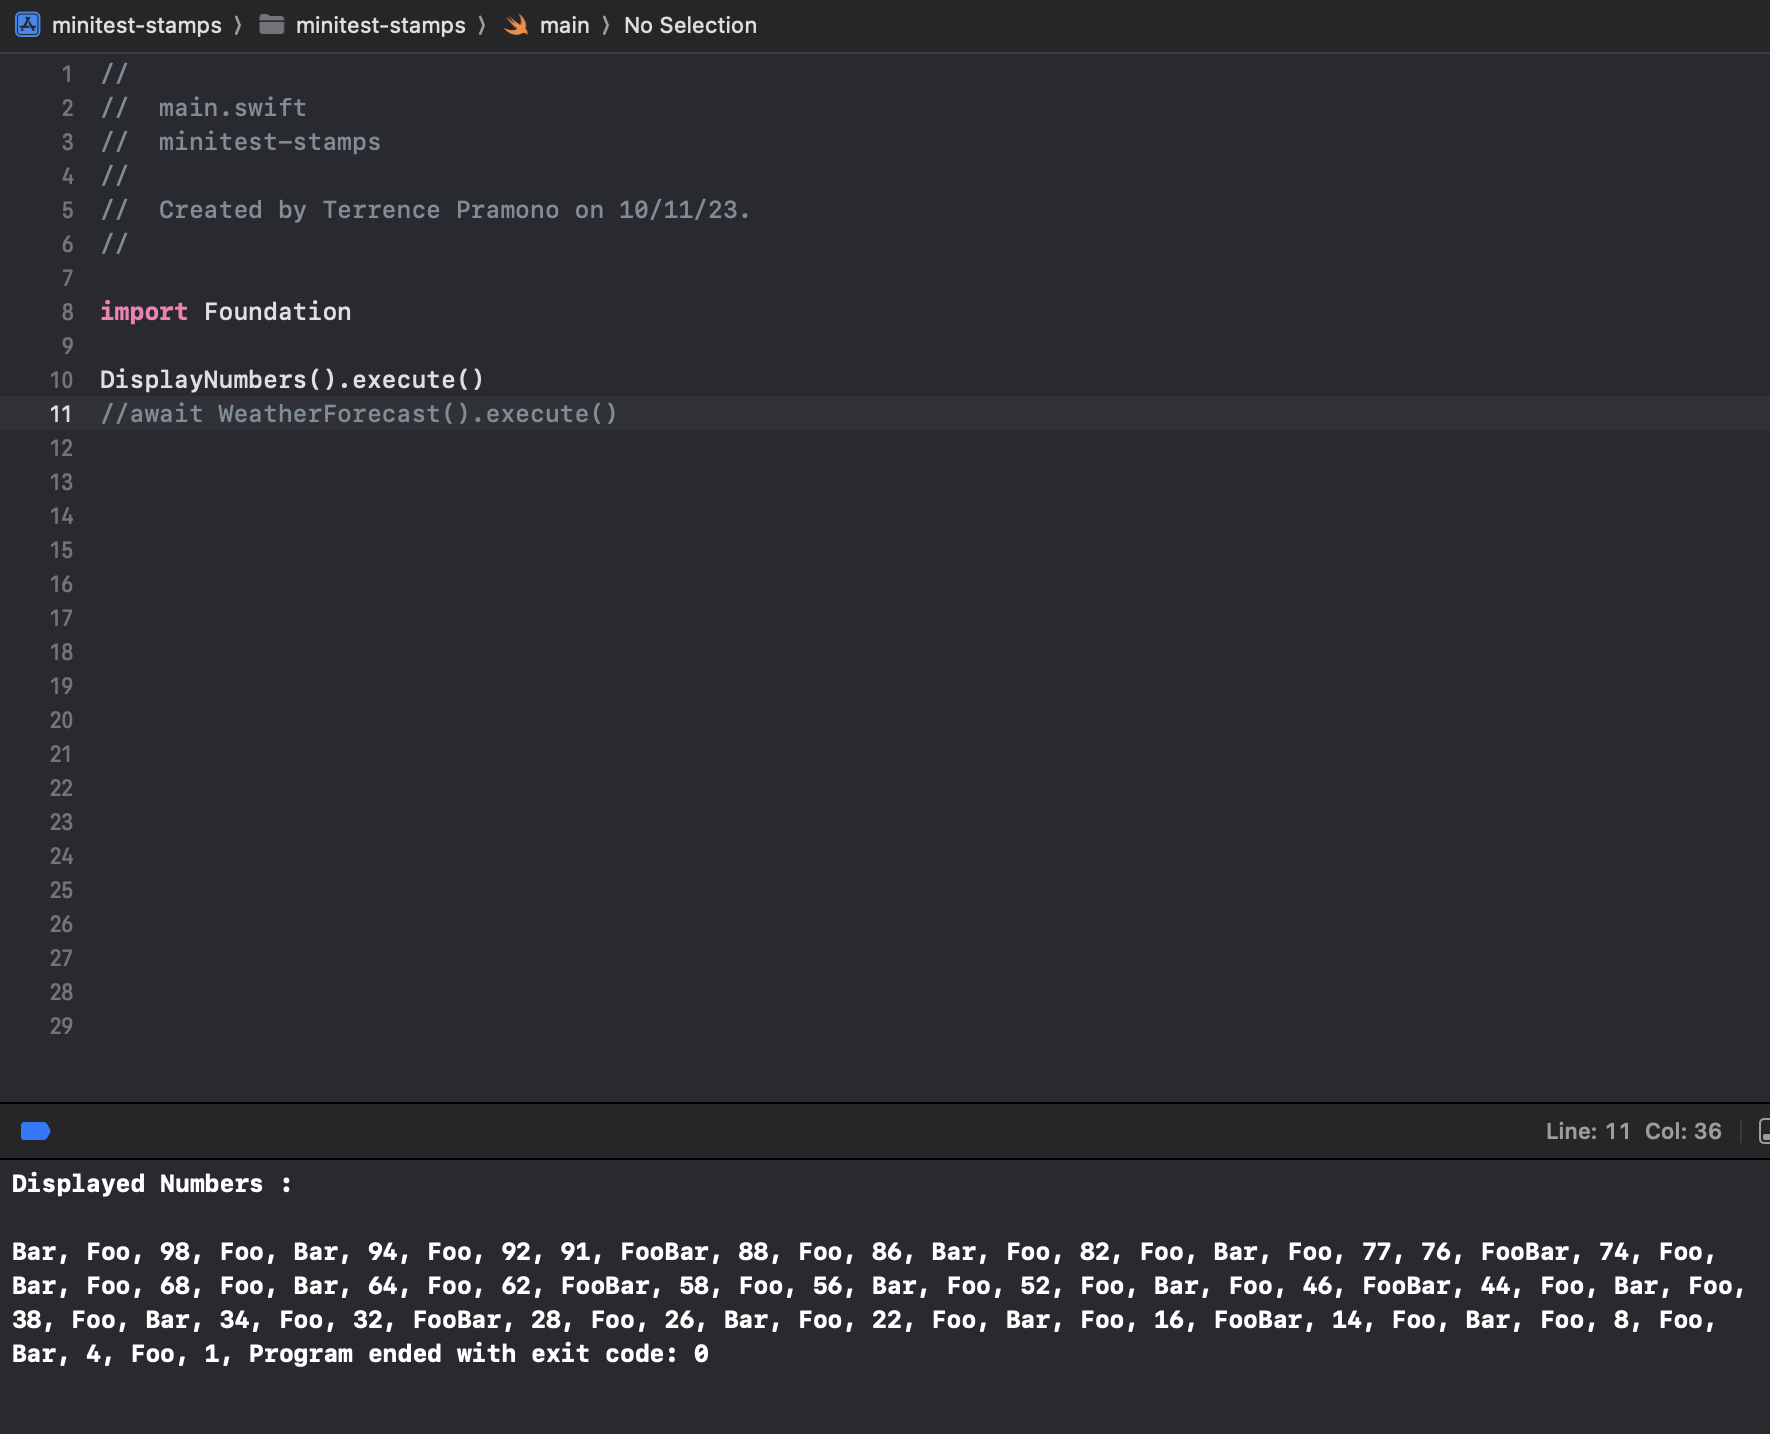 minitest-stamps 〉 minitest-stamps 〉 main 〉 No Selection
1 //
2 //  main.swift
3 //  minitest-stamps
4 //
5 //  Created by Terrence Pramono on 10/11/23.
6 //
7
8 import Foundation
9
10 DisplayNumbers().execute()
11 //await WeatherForecast().execute()
12
13
14
15
16
17
18
19
20
21
22
23
24
25
26
27
28
29
Line: 11  Col: 36
Displayed Numbers :
Bar, Foo, 98, Foo, Bar, 94, Foo, 92, 91, FooBar, 88, Foo, 86, Bar, Foo, 82, Foo, Bar, Foo, 77, 76, FooBar, 74, Foo,
Bar, Foo, 68, Foo, Bar, 64, Foo, 62, FooBar, 58, Foo, 56, Bar, Foo, 52, Foo, Bar, Foo, 46, FooBar, 44, Foo, Bar, Foo,
38, Foo, Bar, 34, Foo, 32, FooBar, 28, Foo, 26, Bar, Foo, 22, Foo, Bar, Foo, 16, FooBar, 14, Foo, Bar, Foo, 8, Foo,
Bar, 4, Foo, 1, Program ended with exit code: 0